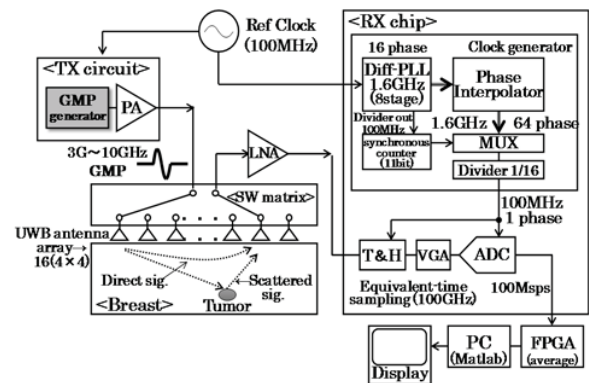 Ref Clock
(100MHz)
<TX circuit>
GMP
generator
PA
3G～10GHz
GMP
LNA
<SW matrix>
UWB antenna
array→
16(4×4)
Direct sig.
Scattered
sig.
<Breast>
Tumor
<RX chip>
16 phase
Clock generator
Diff-PLL
1.6GHz
(8stage)
Phase
Interpolator
Divider out
100MHz
1.6GHz
64 phase
synchronous
counter
(11bit)
MUX
Divider 1/16
100MHz
1 phase
T&H
VGA
ADC
Equivalent-time
sampling (100GHz)
100Msps
Display
PC
(Matlab)
FPGA
(average)